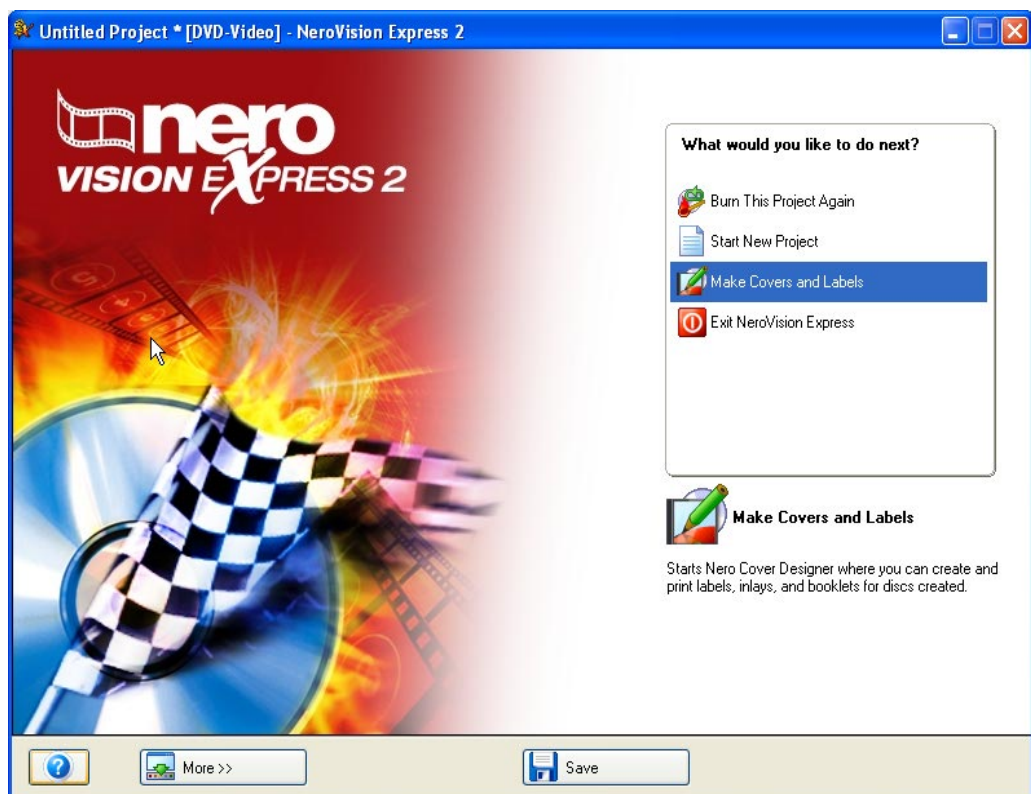 Untitled Project * [DVD-Video] - NeroVision Express 2
nero
VISION EXPRESS 2
What would you like to do next?
Burn This Project Again
Start New Project
Make Covers and Labels
Exit NeroVision Express
Make Covers and Labels
Starts Nero Cover Designer where you can create and
print labels, inlays, and booklets for discs created.
More >>
Save